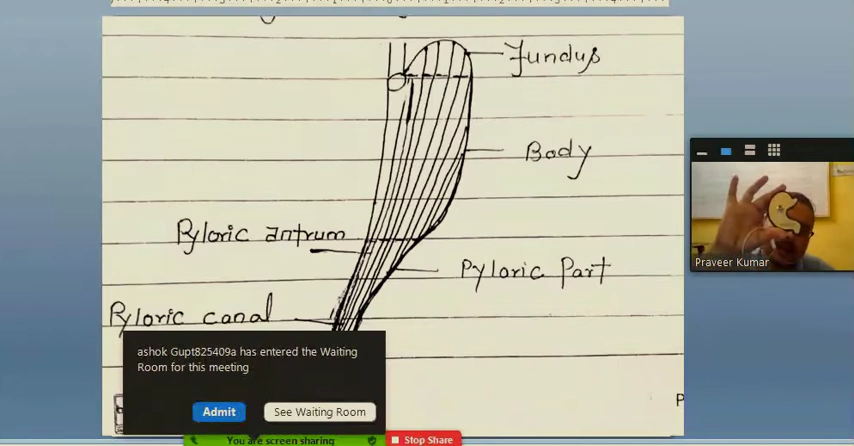 Fundus
Body
Pyloric antrum
Pyloric Part
Pyloric canal
Praveer Kumar
ashok Gupt825409a has entered the Waiting
Room for this meeting
Admit
See Waiting Room
You are screen sharing
Stop Share
P